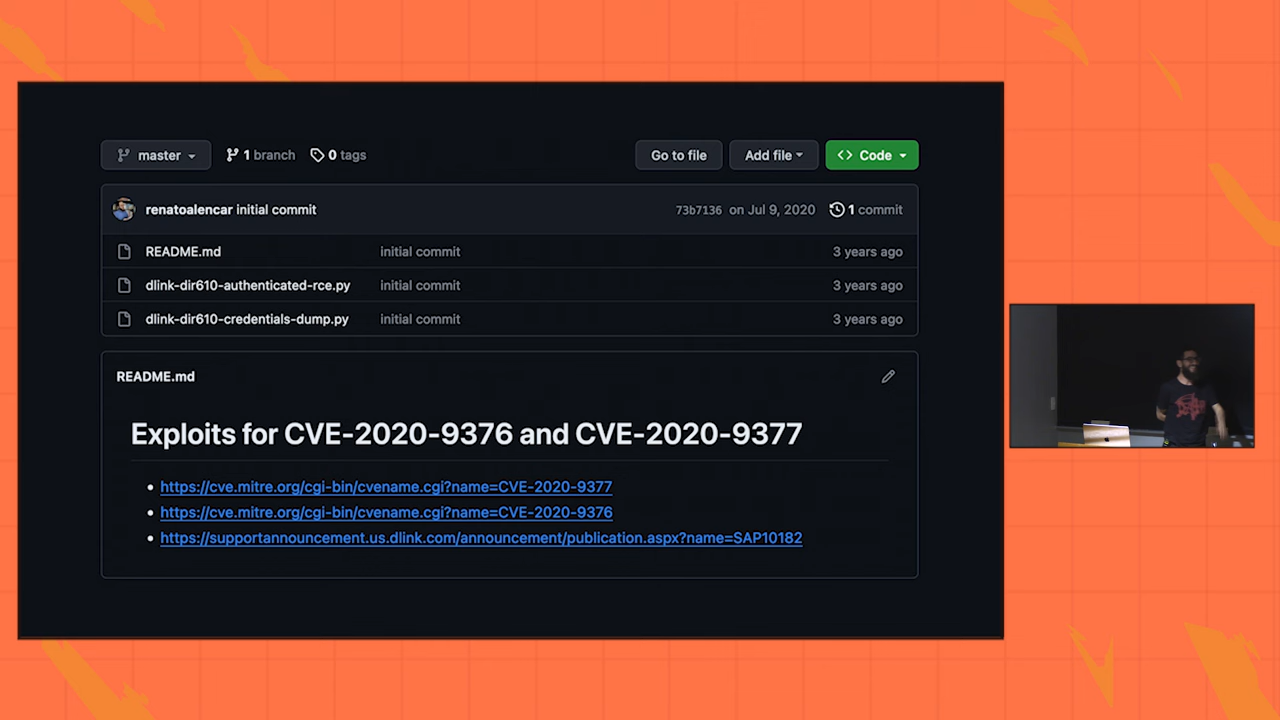 master 1 branch 0 tags Go to file Add file Code
renatoalencar initial commit 73b7136 on Jul 9, 2020 1 commit
README.md initial commit 3 years ago
dlink-dir610-authenticated-rce.py initial commit 3 years ago
dlink-dir610-credentials-dump.py initial commit 3 years ago
README.md
Exploits for CVE-2020-9376 and CVE-2020-9377
https://cve.mitre.org/cgi-bin/cvename.cgi?name=CVE-2020-9377
https://cve.mitre.org/cgi-bin/cvename.cgi?name=CVE-2020-9376
https://supportannouncement.us.dlink.com/announcement/publication.aspx?name=SAP10182